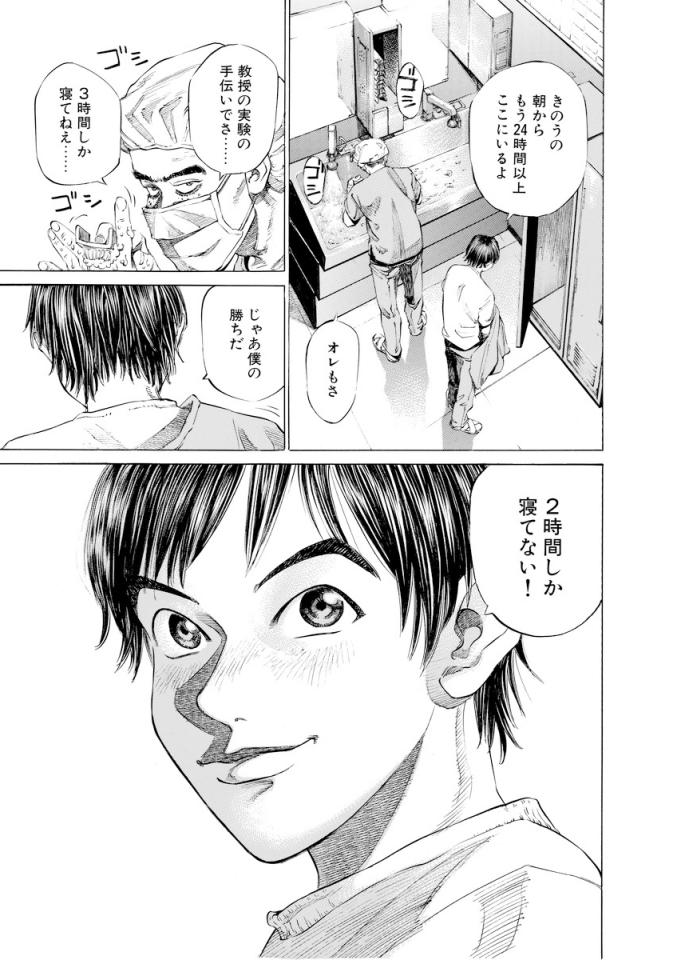 きのうの
朝から
もう24時間以上
ここにいるよ
ゴシ
ゴシ
オレもさ
教授の実験の
手伝いでさ……
ゴシ
ゴシ
3時間しか
寝てねえ……
ゴシ
じゃあ僕の
勝ちだ
2時間しか
寝てない!